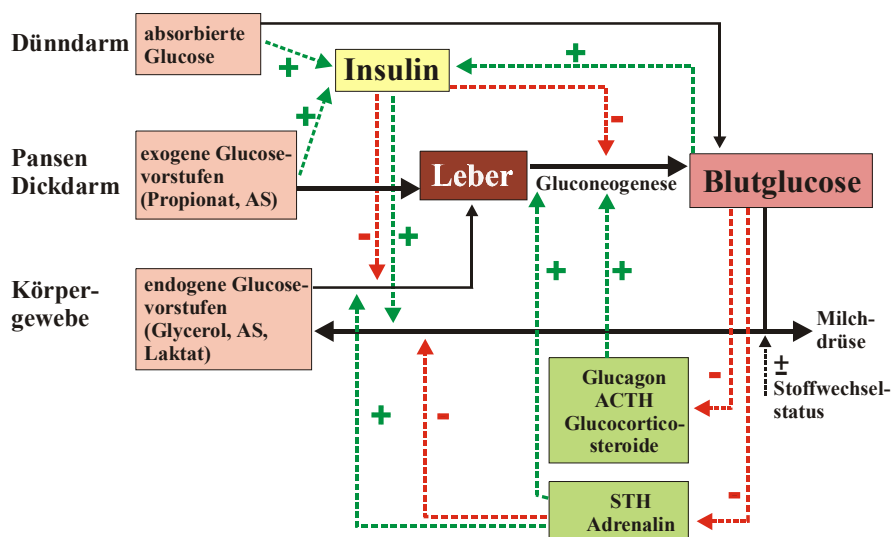 Dünndarm
absorbierte
Glucose
+
+
Insulin
+
-
Pansen
Dickdarm
exogene Glucose-
vorstufen
(Propionat, AS)
Leber
Gluconeogenese
Blutglucose
-
+
+
+
Körper-
gewebe
endogene Glucose-
vorstufen
(Glycerol, AS,
Laktat)
Milch-
drüse
±
Stoffwechsel-
status
Glucagon
ACTH
Glucocortico-
steroide
-
+
-
STH
Adrenalin
-